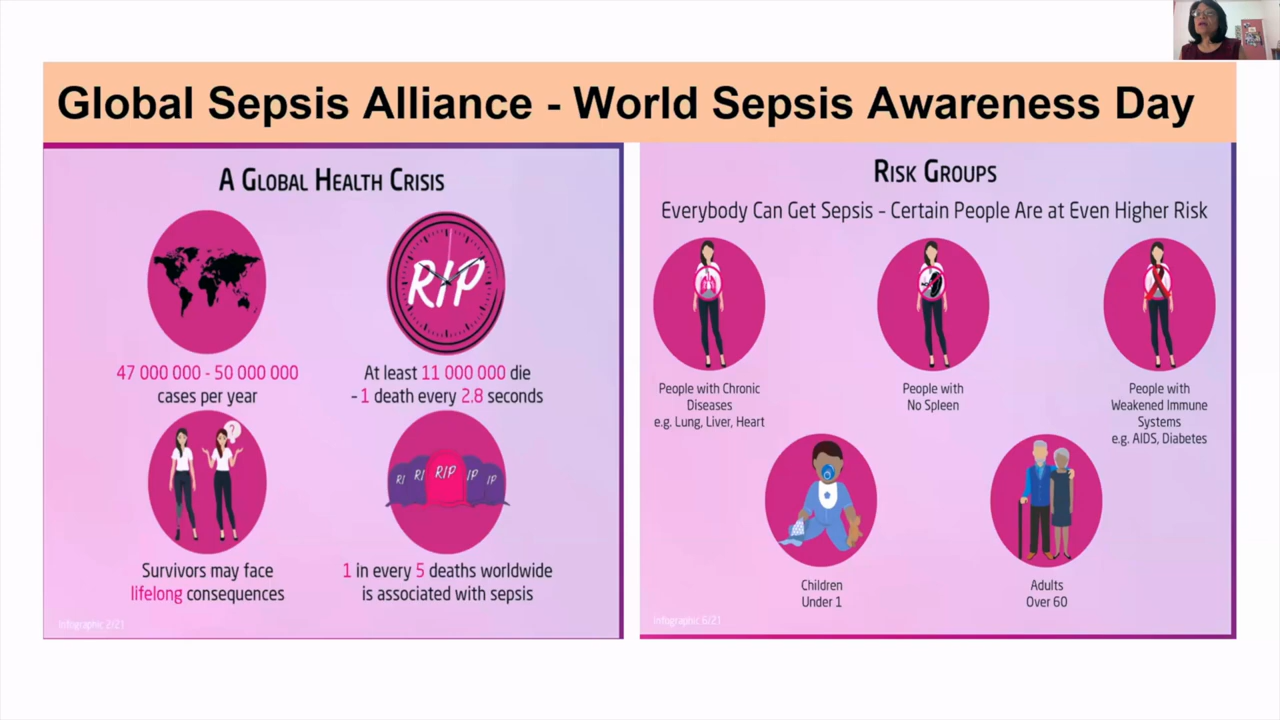 Global Sepsis Alliance - World Sepsis Awareness Day
A Global Health Crisis
RIP
47 000 000 - 50 000 000
cases per year
At least 11 000 000 die
- 1 death every 2.8 seconds
?
RI
RI
RIP
IP
IP
Survivors may face
lifelong consequences
1 in every 5 deaths worldwide
is associated with sepsis
Infographic 2/21
Risk Groups
Everybody Can Get Sepsis – Certain People Are at Even Higher Risk
People with Chronic
Diseases
e.g. Lung, Liver, Heart
People with
No Spleen
People with
Weakened Immune
Systems
e.g. AIDS, Diabetes
Children
Under 1
Adults
Over 60
Infographic 6/21